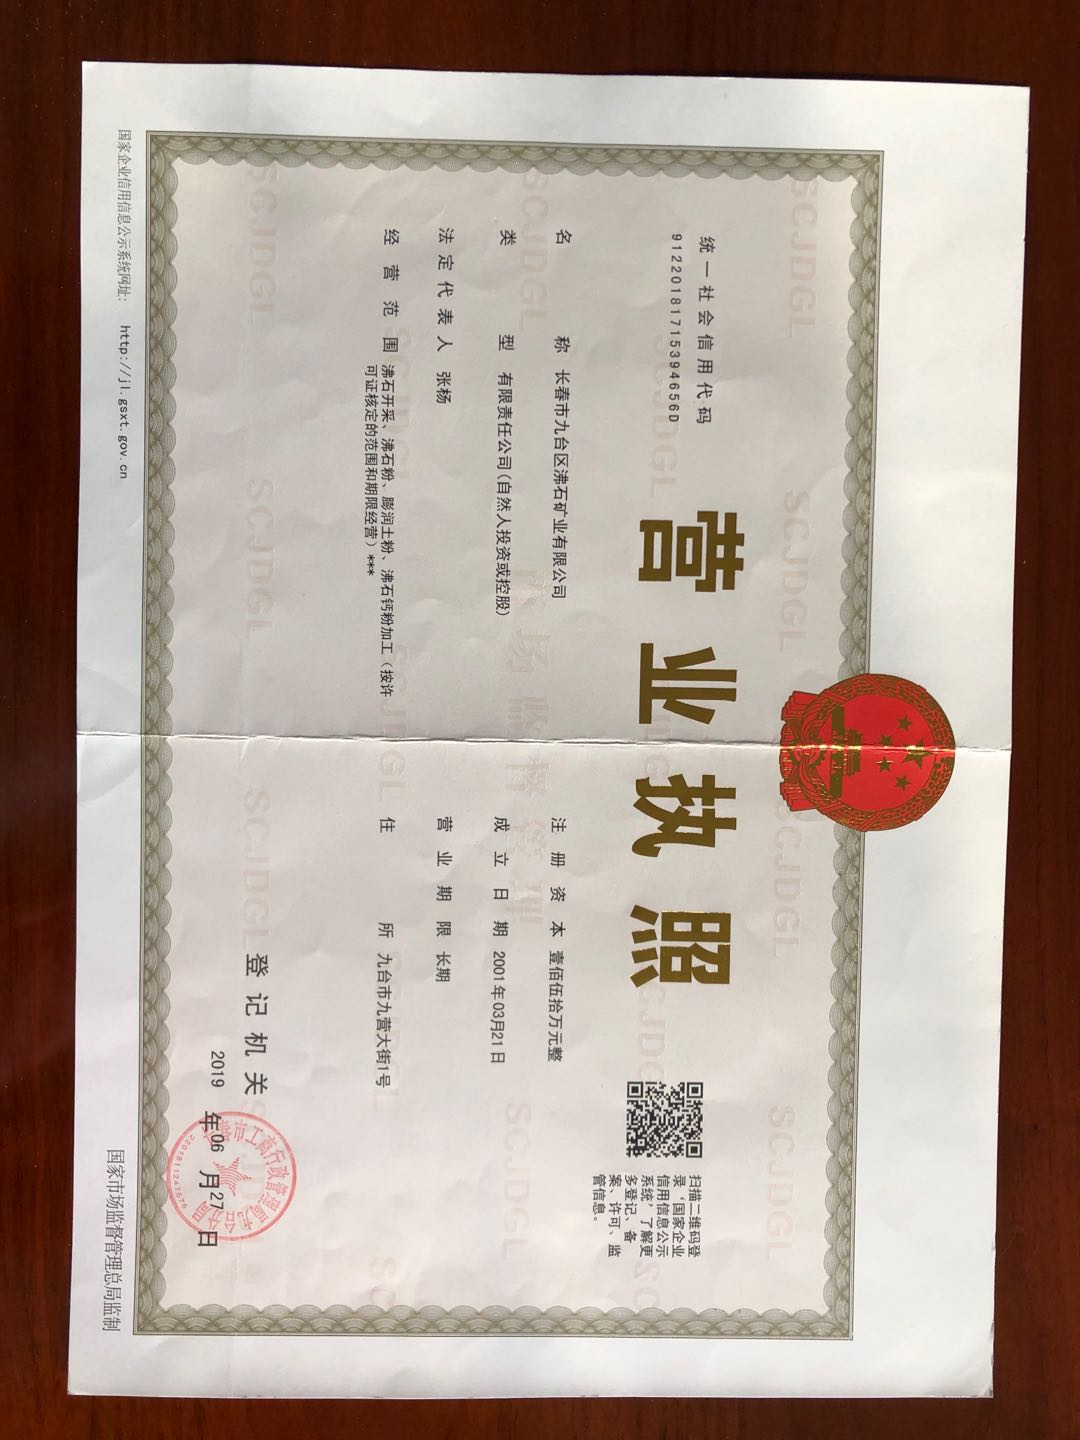 营业执照
统一社会信用代码
91220181715394656D
扫描二维码登
录‘国家企业
信用信息公示
系统’了解更
多登记、备
案、许可、监
管信息。
名称 长春市九台区沸石矿业有限公司
类型 有限责任公司(自然人投资或控股)
法定代表人 张杨
经营范围 沸石开采、沸石粉、膨润土粉、沸石钙粉加工（按许
可证核定的范围和期限经营）***
注册资本 壹佰伍拾万元整
成立日期 2001年03月21日
营业期限 长期
住所 九台市九营大街1号
登记机关
2019 年06 月27日
2201811247576
国家企业信用信息公示系统网址： http://jl.gsxt.gov.cn
国家市场监督管理总局监制
SCJDGL
市场监督管理